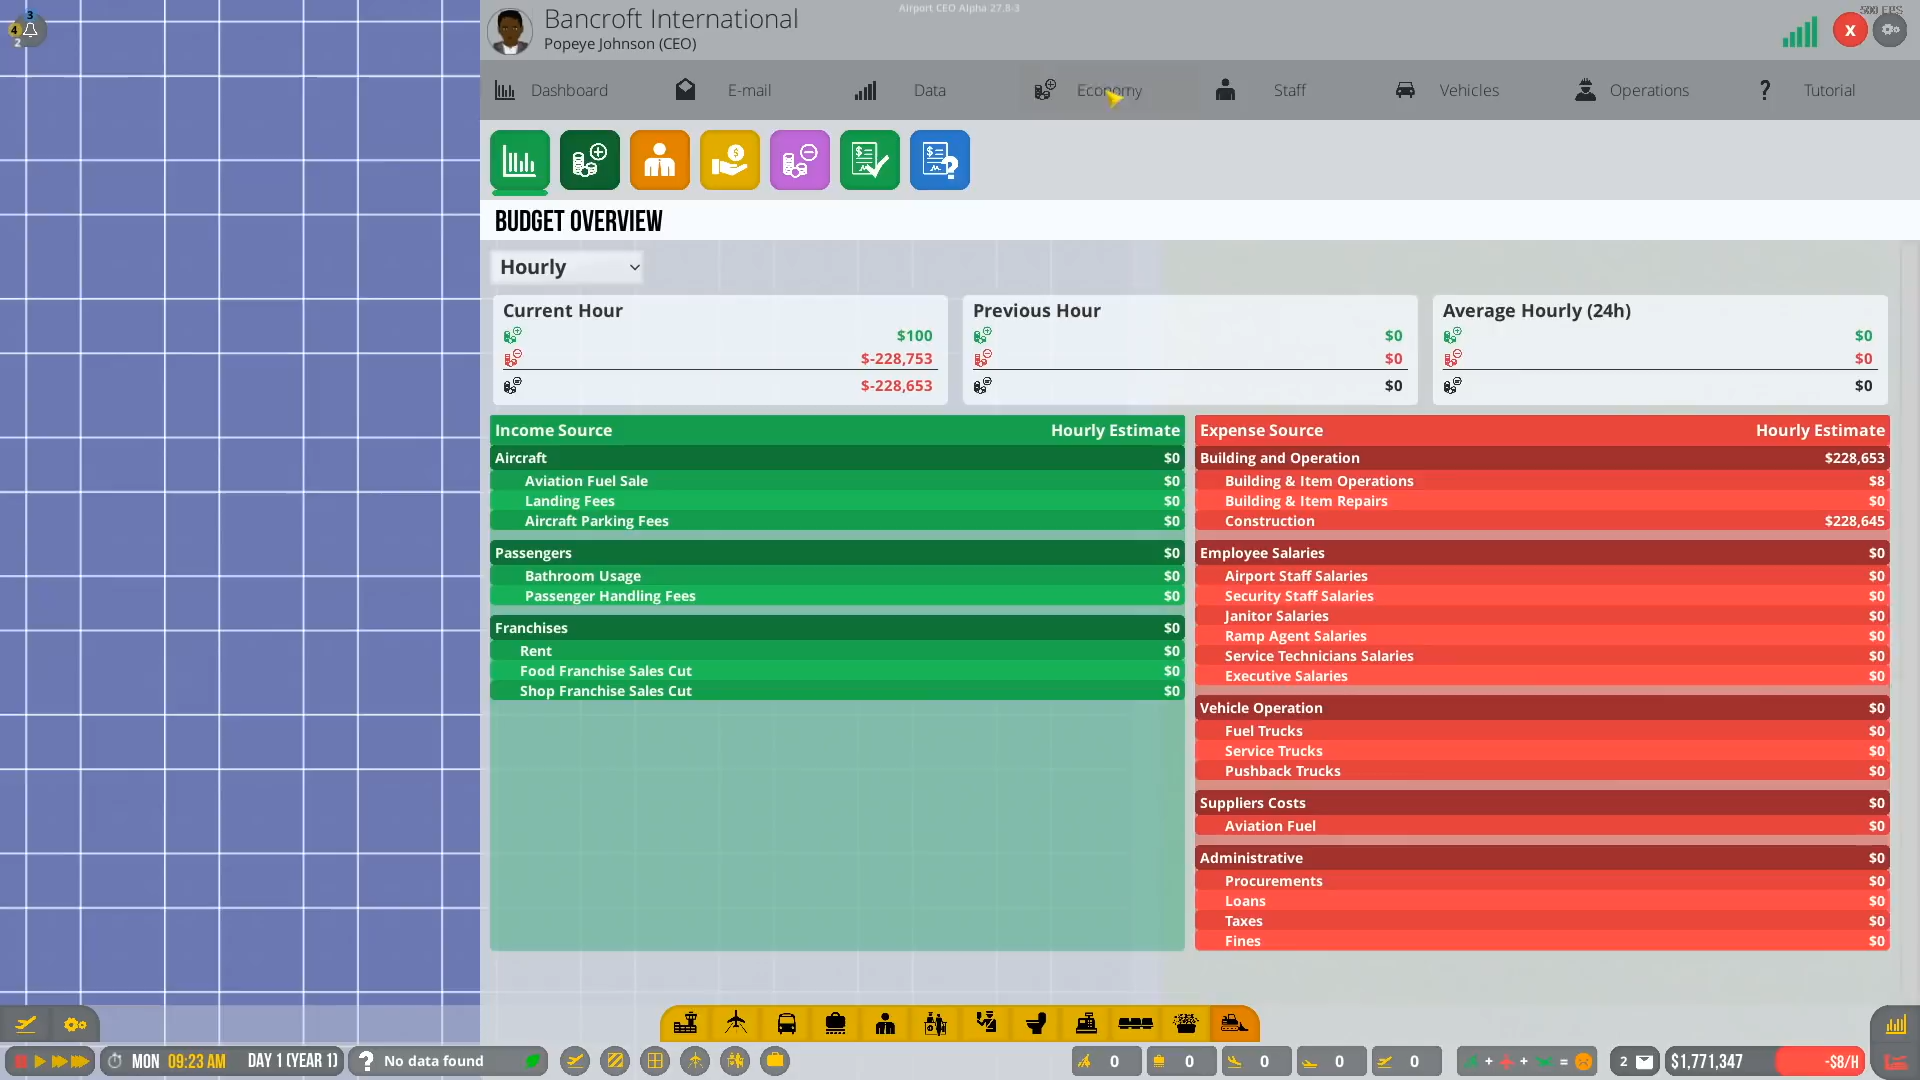 3
4
2
Bancroft International
Popeye Johnson (CEO)
Airport CEO Alpha 27.8-3
X
Dashboard
E-mail
Data
Economy
Staff
Vehicles
Operations
? Tutorial
BUDGET OVERVIEW
Hourly
Current Hour
$100
$-228,753
$-228,653
Previous Hour
$0
$0
$0
Average Hourly (24h)
$0
$0
$0
Income Source Hourly Estimate
Aircraft $0
Aviation Fuel Sale $0
Landing Fees $0
Aircraft Parking Fees $0
Passengers $0
Bathroom Usage $0
Passenger Handling Fees $0
Franchises $0
Rent $0
Food Franchise Sales Cut $0
Shop Franchise Sales Cut $0
Expense Source Hourly Estimate
Building and Operation $228,653
Building & Item Operations $8
Building & Item Repairs $0
Construction $228,645
Employee Salaries $0
Airport Staff Salaries $0
Security Staff Salaries $0
Janitor Salaries $0
Ramp Agent Salaries $0
Service Technicians Salaries $0
Executive Salaries $0
Vehicle Operation $0
Fuel Trucks $0
Service Trucks $0
Pushback Trucks $0
Suppliers Costs $0
Aviation Fuel $0
Administrative $0
Procurements $0
Loans $0
Taxes $0
Fines $0
MON 09:23 AM DAY 1 (YEAR 1)
? No data found
0
0
0
0
0
+ + =
2
$1,771,347
-$8/H